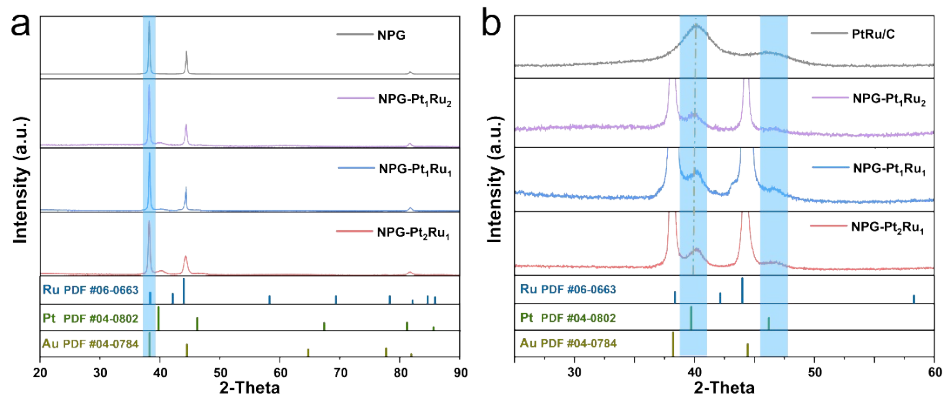 a
NPG
NPG-Pt₁Ru₂
NPG-Pt₁Ru₁
NPG-Pt₂Ru₁
Ru PDF #06-0663
Pt PDF #04-0802
Au PDF #04-0784
Intensity (a.u.)
20 30 40 50 60 70 80 90
2-Theta
b
PtRu/C
NPG-Pt₁Ru₂
NPG-Pt₁Ru₁
NPG-Pt₂Ru₁
Ru PDF #06-0663
Pt PDF #04-0802
Au PDF #04-0784
Intensity (a.u.)
30 40 50 60
2-Theta